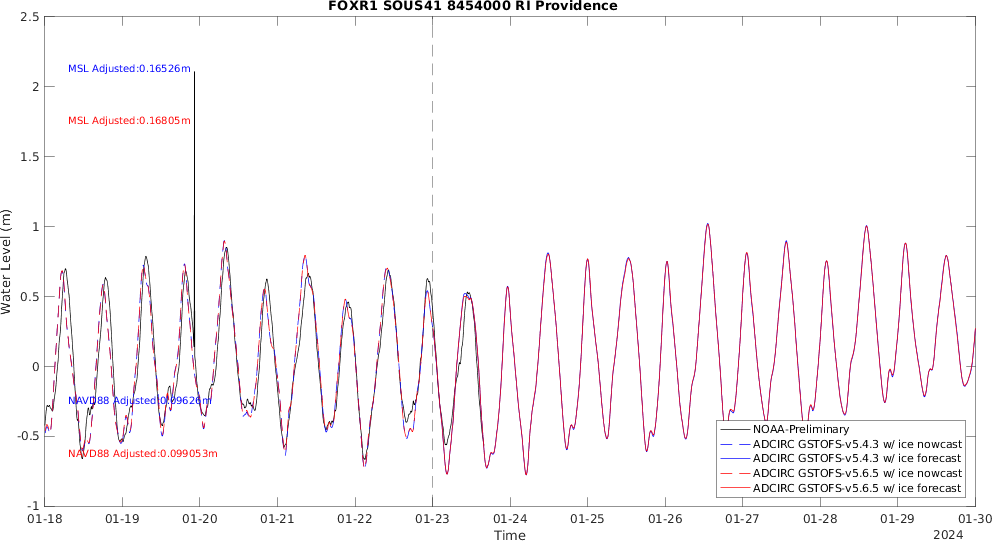 FOXR1 SOUS41 8454000 RI Providence
2.5
2
1.5
1
0.5
0
-0.5
-1
Water Level (m)
MSL Adjusted:0.16526m
MSL Adjusted:0.16805m
NAVD88 Adjusted:0.09626m
NAVD88 Adjusted:0.099053m
NOAA-Preliminary
ADCIRC GSTOFS-v5.4.3 w/ ice nowcast
ADCIRC GSTOFS-v5.4.3 w/ ice forecast
ADCIRC GSTOFS-v5.6.5 w/ ice nowcast
ADCIRC GSTOFS-v5.6.5 w/ ice forecast
01-18 01-19 01-20 01-21 01-22 01-23 01-24 01-25 01-26 01-27 01-28 01-29 01-30
Time
2024